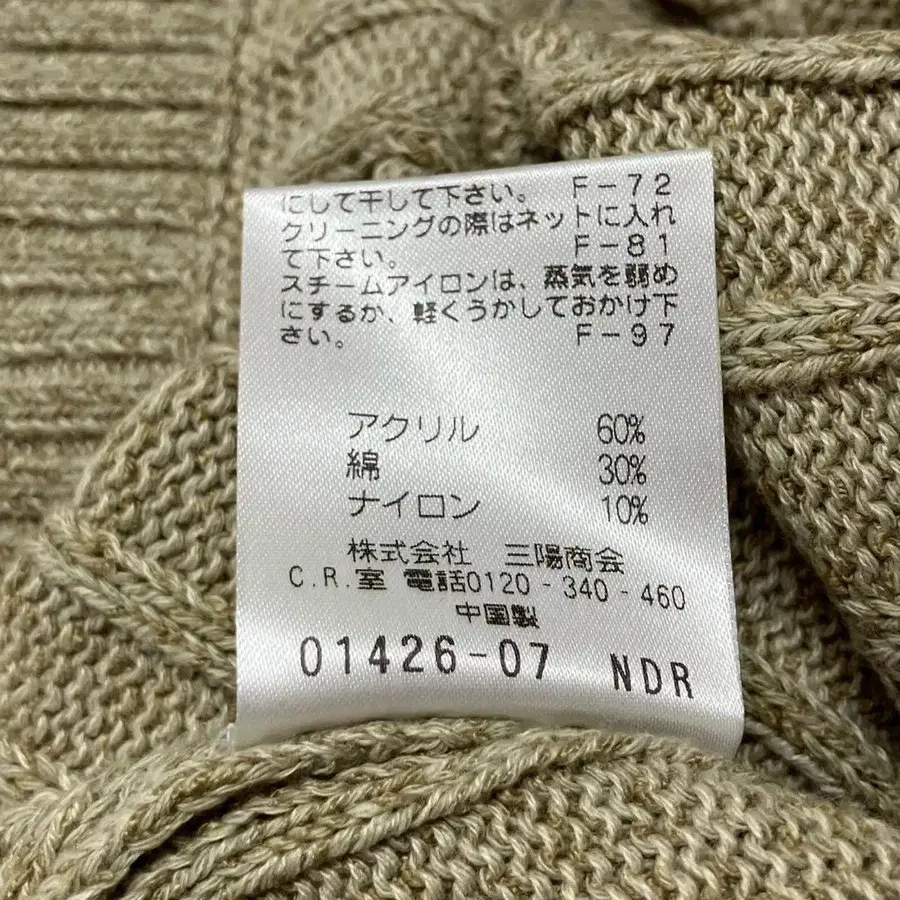 にして干して下さい。 F-72
クリーニングの際はネットに入れ
て下さい。 F-81
スチームアイロンは、蒸気を弱め
にするか、軽くうかしておかけ下
さい。 F-97
アクリル 60%
綿 30%
ナイロン 10%
株式会社 三陽商会
C.R.室 電話0120-340-460
中国製
01426-07 NDR